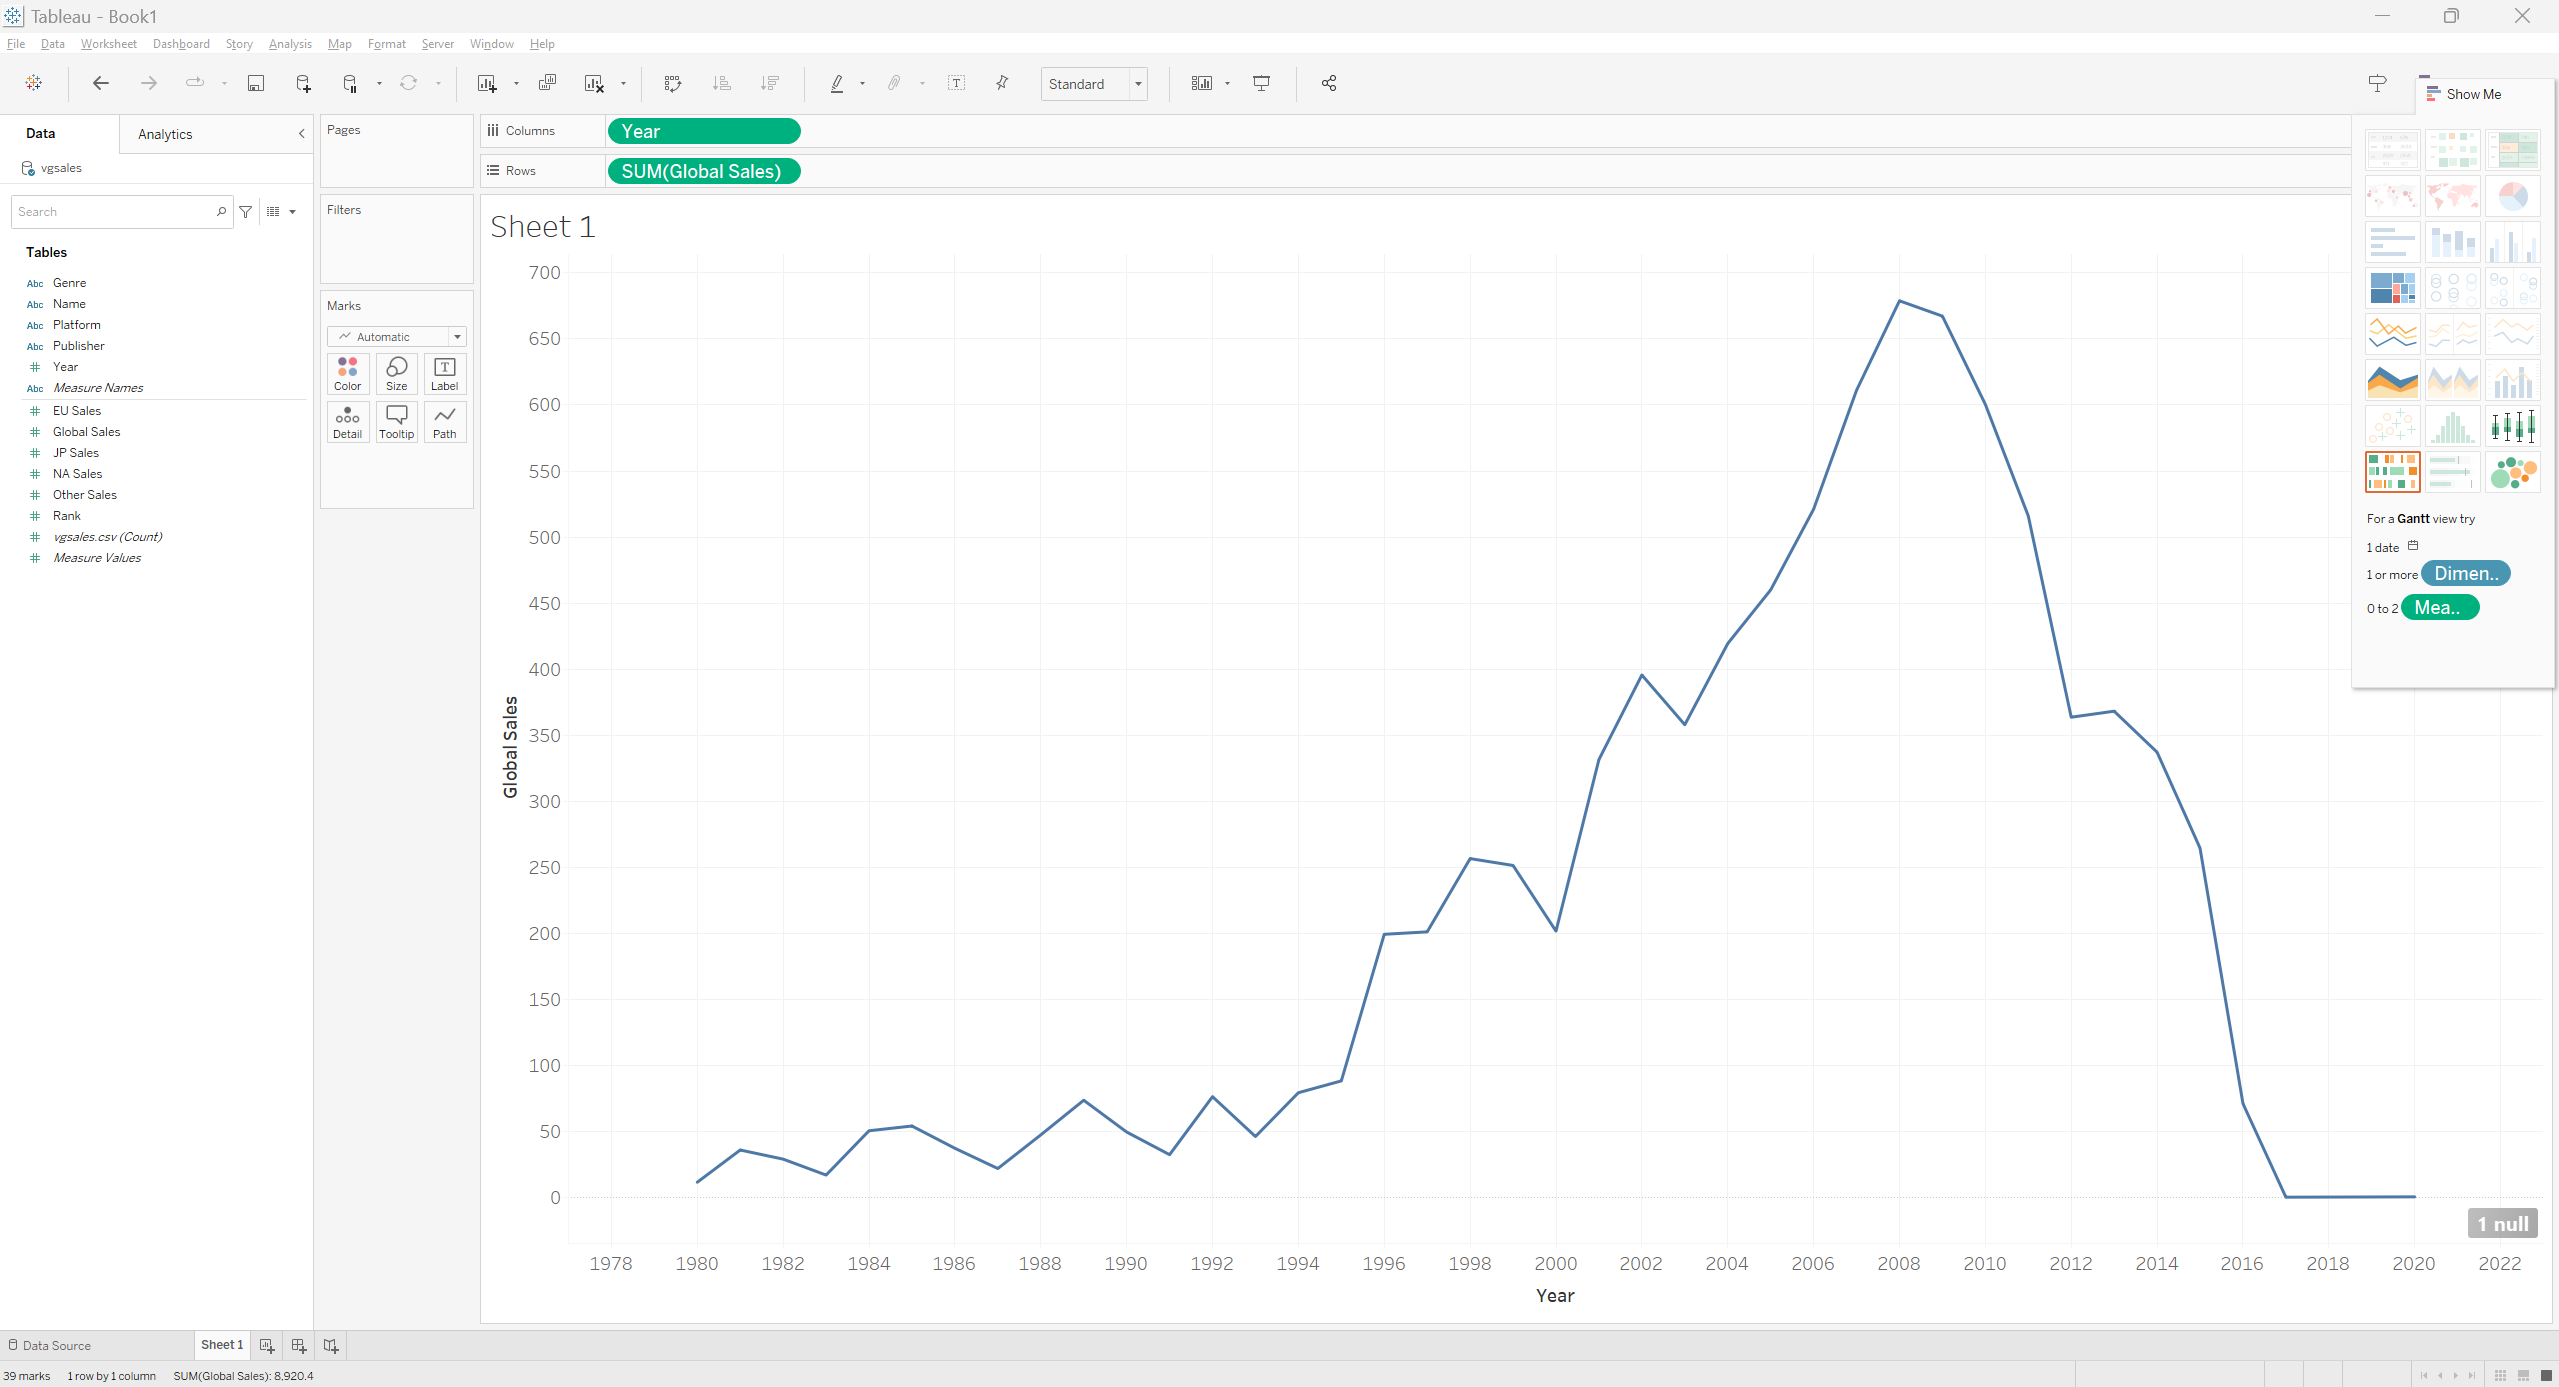 Tableau - Book1
File Data Worksheet Dashboard Story Analysis Map Format Server Window Help
Standard
Show Me
Data Analytics
vgsales
Search
Tables
Abc Genre
Abc Name
Abc Platform
Abc Publisher
# Year
Abc Measure Names
# EU Sales
# Global Sales
# JP Sales
# NA Sales
# Other Sales
# Rank
# vgsales.csv (Count)
# Measure Values
Pages
Filters
Marks
Automatic
Color Size Label
Detail Tooltip Path
Columns Year
Rows SUM(Global Sales)
Sheet 1
700
650
600
550
500
450
400
350
300
250
200
150
100
50
0
Global Sales
1978 1980 1982 1984 1986 1988 1990 1992 1994 1996 1998 2000 2002 2004 2006 2008 2010 2012 2014 2016 2018 2020 2022
Year
1 null
For a Gantt view try
1 date
1 or more Dimen..
0 to 2 Mea..
Data Source Sheet 1
39 marks 1 row by 1 column SUM(Global Sales): 8,920.4